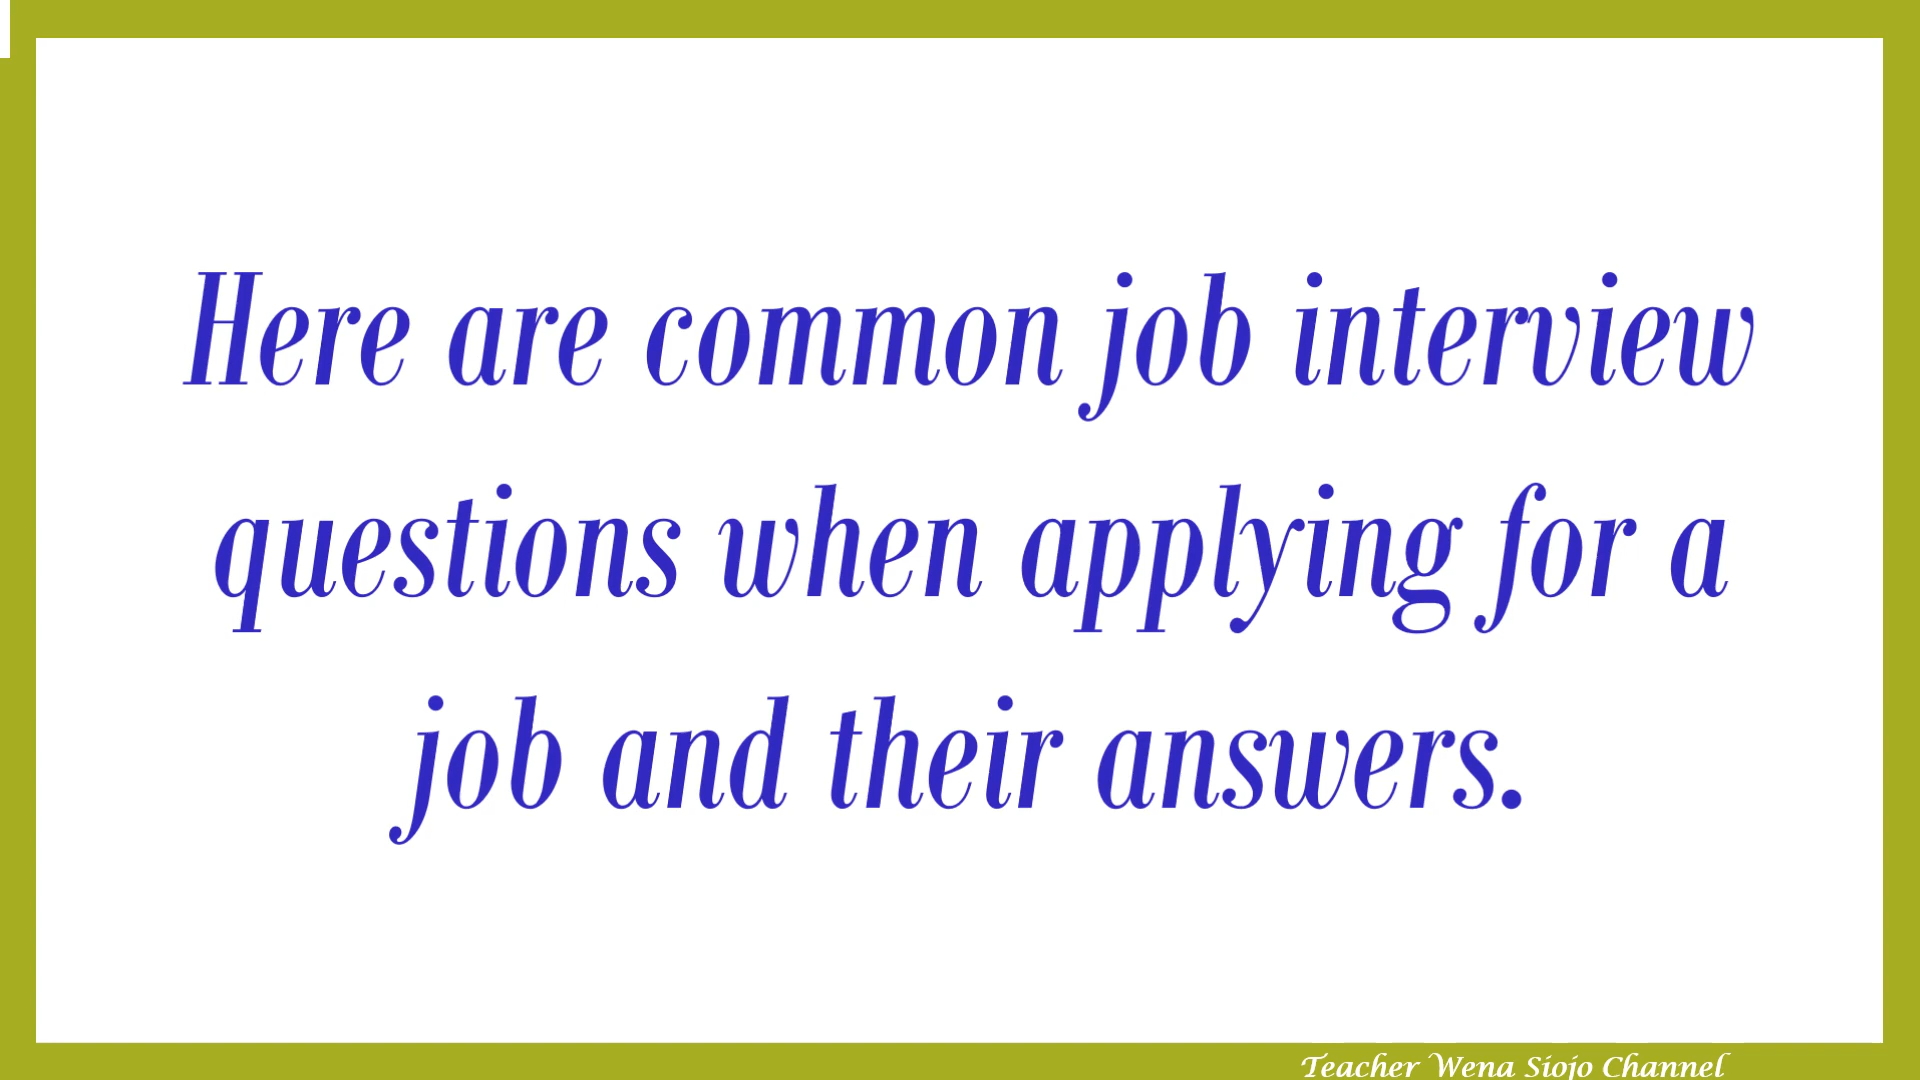 Here are common job interview
questions when applying for a
job and their answers.
Teacher Wena Siojo Channel